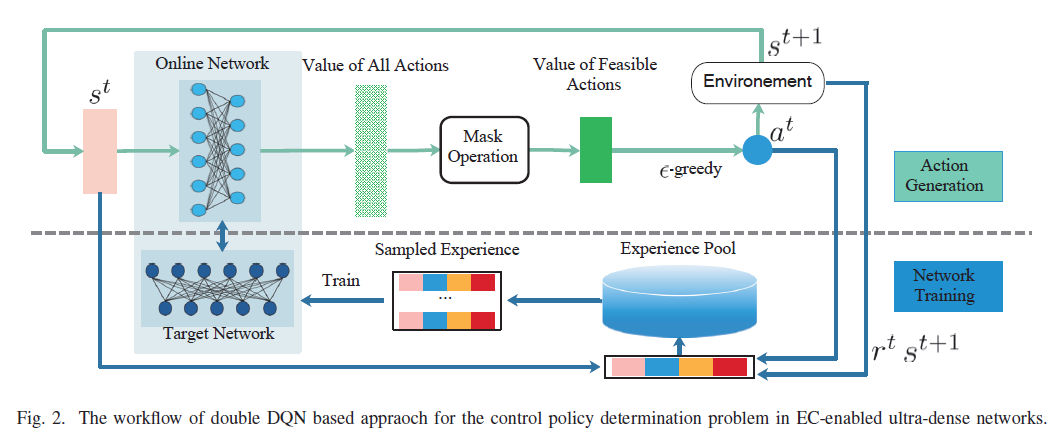 s^{t+1}
Online Network
Value of All Actions
Value of Feasible
Actions
Environement
s^t
Mask
Operation
a^t
ϵ-greedy
Action
Generation
Sampled Experience
Experience Pool
Train
...
Network
Training
Target Network
r^t s^{t+1}
Fig. 2. The workflow of double DQN based appraoch for the control policy determination problem in EC-enabled ultra-dense networks.